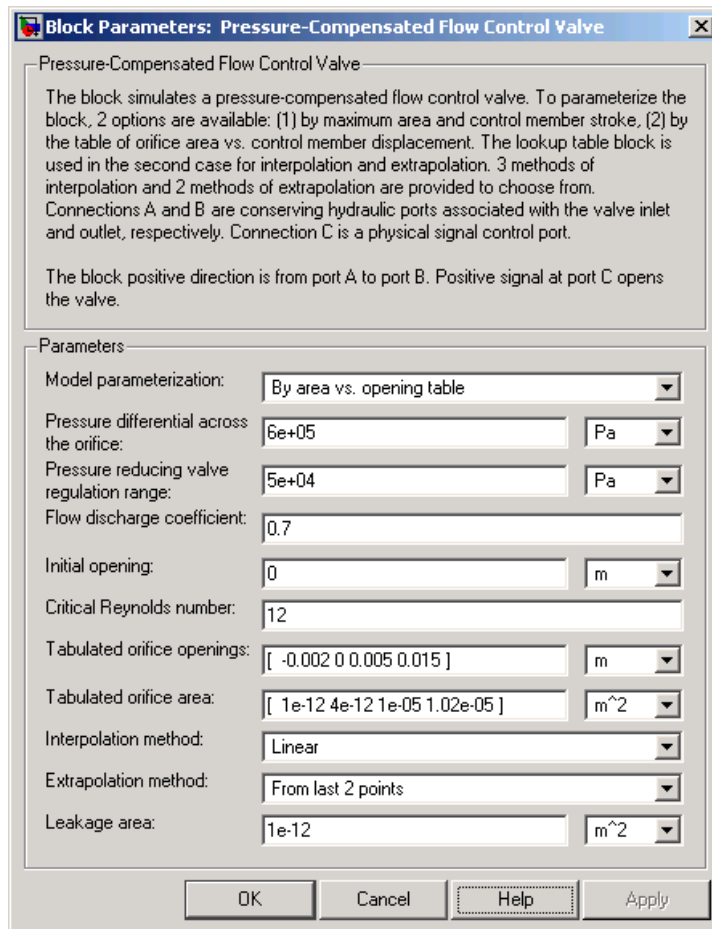 Block Parameters: Pressure-Compensated Flow Control Valve
Pressure-Compensated Flow Control Valve
The block simulates a pressure-compensated flow control valve. To parameterize the
block, 2 options are available: (1) by maximum area and control member stroke, (2) by
the table of orifice area vs. control member displacement. The lookup table block is
used in the second case for interpolation and extrapolation. 3 methods of
interpolation and 2 methods of extrapolation are provided to choose from.
Connections A and B are conserving hydraulic ports associated with the valve inlet
and outlet, respectively. Connection C is a physical signal control port.
The block positive direction is from port A to port B. Positive signal at port C opens
the valve.
Parameters
Model parameterization: By area vs. opening table
Pressure differential across
the orifice: 6e+05 Pa
Pressure reducing valve
regulation range: 5e+04 Pa
Flow discharge coefficient: 0.7
Initial opening: 0 m
Critical Reynolds number: 12
Tabulated orifice openings: [ -0.002 0 0.005 0.015 ] m
Tabulated orifice area: [ 1e-12 4e-12 1e-05 1.02e-05 ] m^2
Interpolation method: Linear
Extrapolation method: From last 2 points
Leakage area: 1e-12 m^2
OK Cancel Help Apply